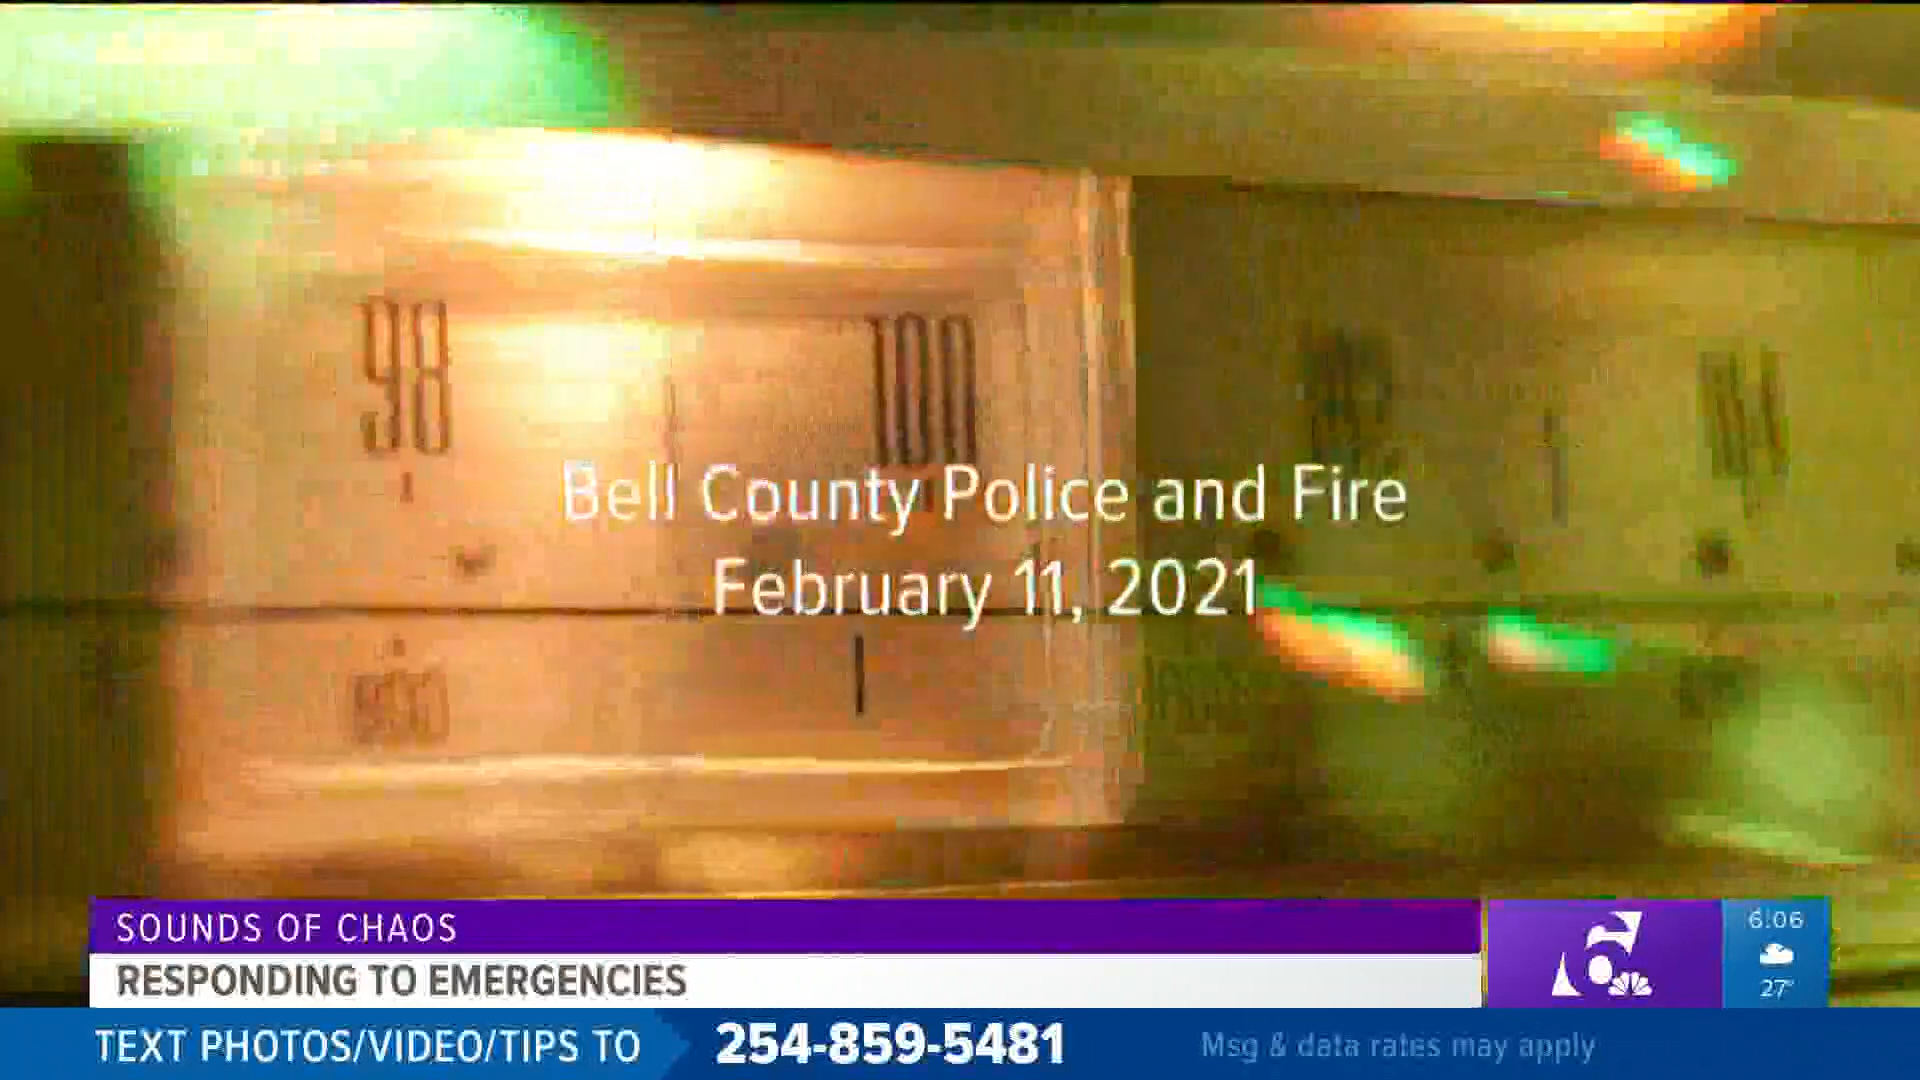 98
100
Bell County Police and Fire
February 11, 2021
SOUNDS OF CHAOS
RESPONDING TO EMERGENCIES
6
6:06
27°
TEXT PHOTOS/VIDEO/TIPS TO
254-859-5481
Msg & data rates may apply